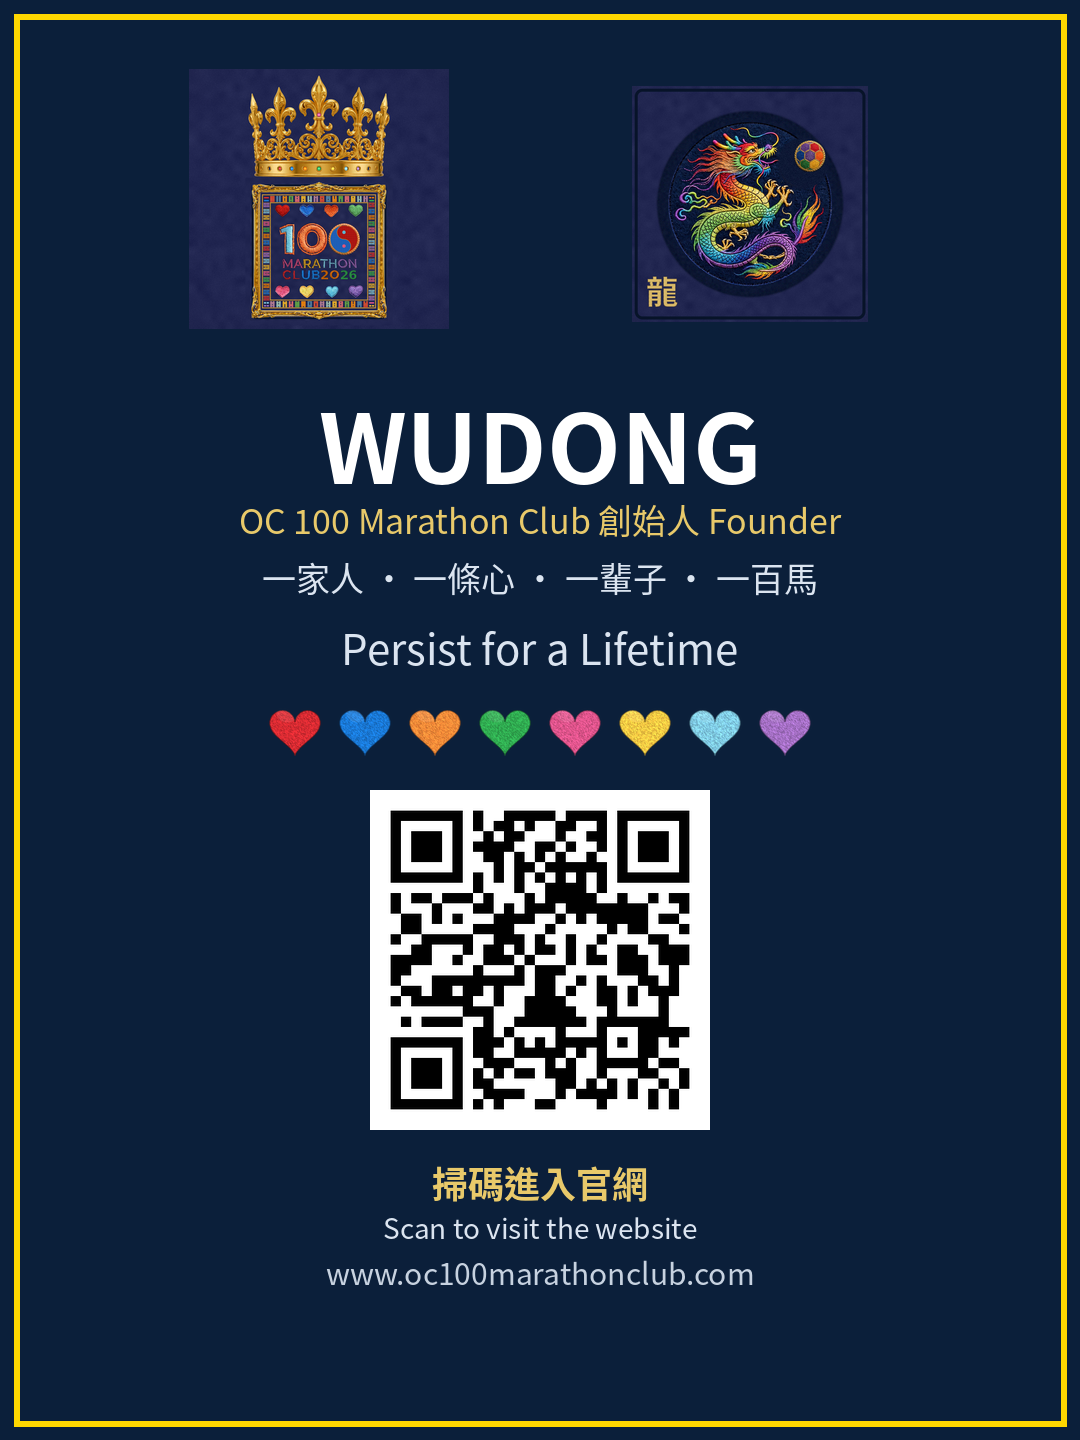 100
MARATHON
CLUB2026
龍
WUDONG
OC 100 Marathon Club 創始人 Founder
一家人 · 一條心 · 一輩子 · 一百馬
Persist for a Lifetime
掃碼進入官網
Scan to visit the website
www.oc100marathonclub.com